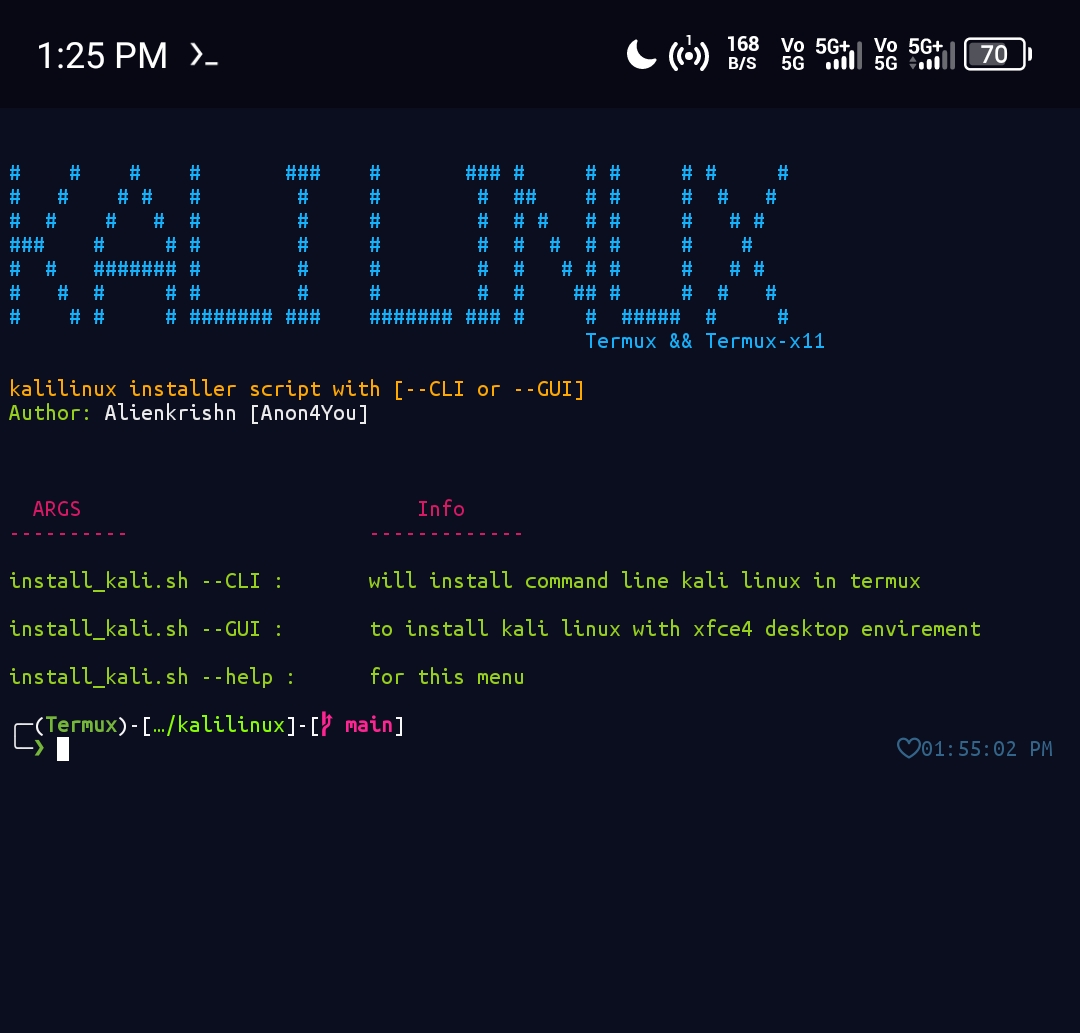 1:25 PM
1
168 B/S
Vo 5G
5G+
Vo 5G
5G+
70
KALILINUX
Termux && Termux-x11
kalilinux installer script with [--CLI or --GUI]
Author: Alienkrishn [Anon4You]
ARGS Info
---------- -------------
install_kali.sh --CLI : will install command line kali linux in termux
install_kali.sh --GUI : to install kali linux with xfce4 desktop envirement
install_kali.sh --help : for this menu
(Termux)-[…/kalilinux]-[ main]
❯
01:55:02 PM